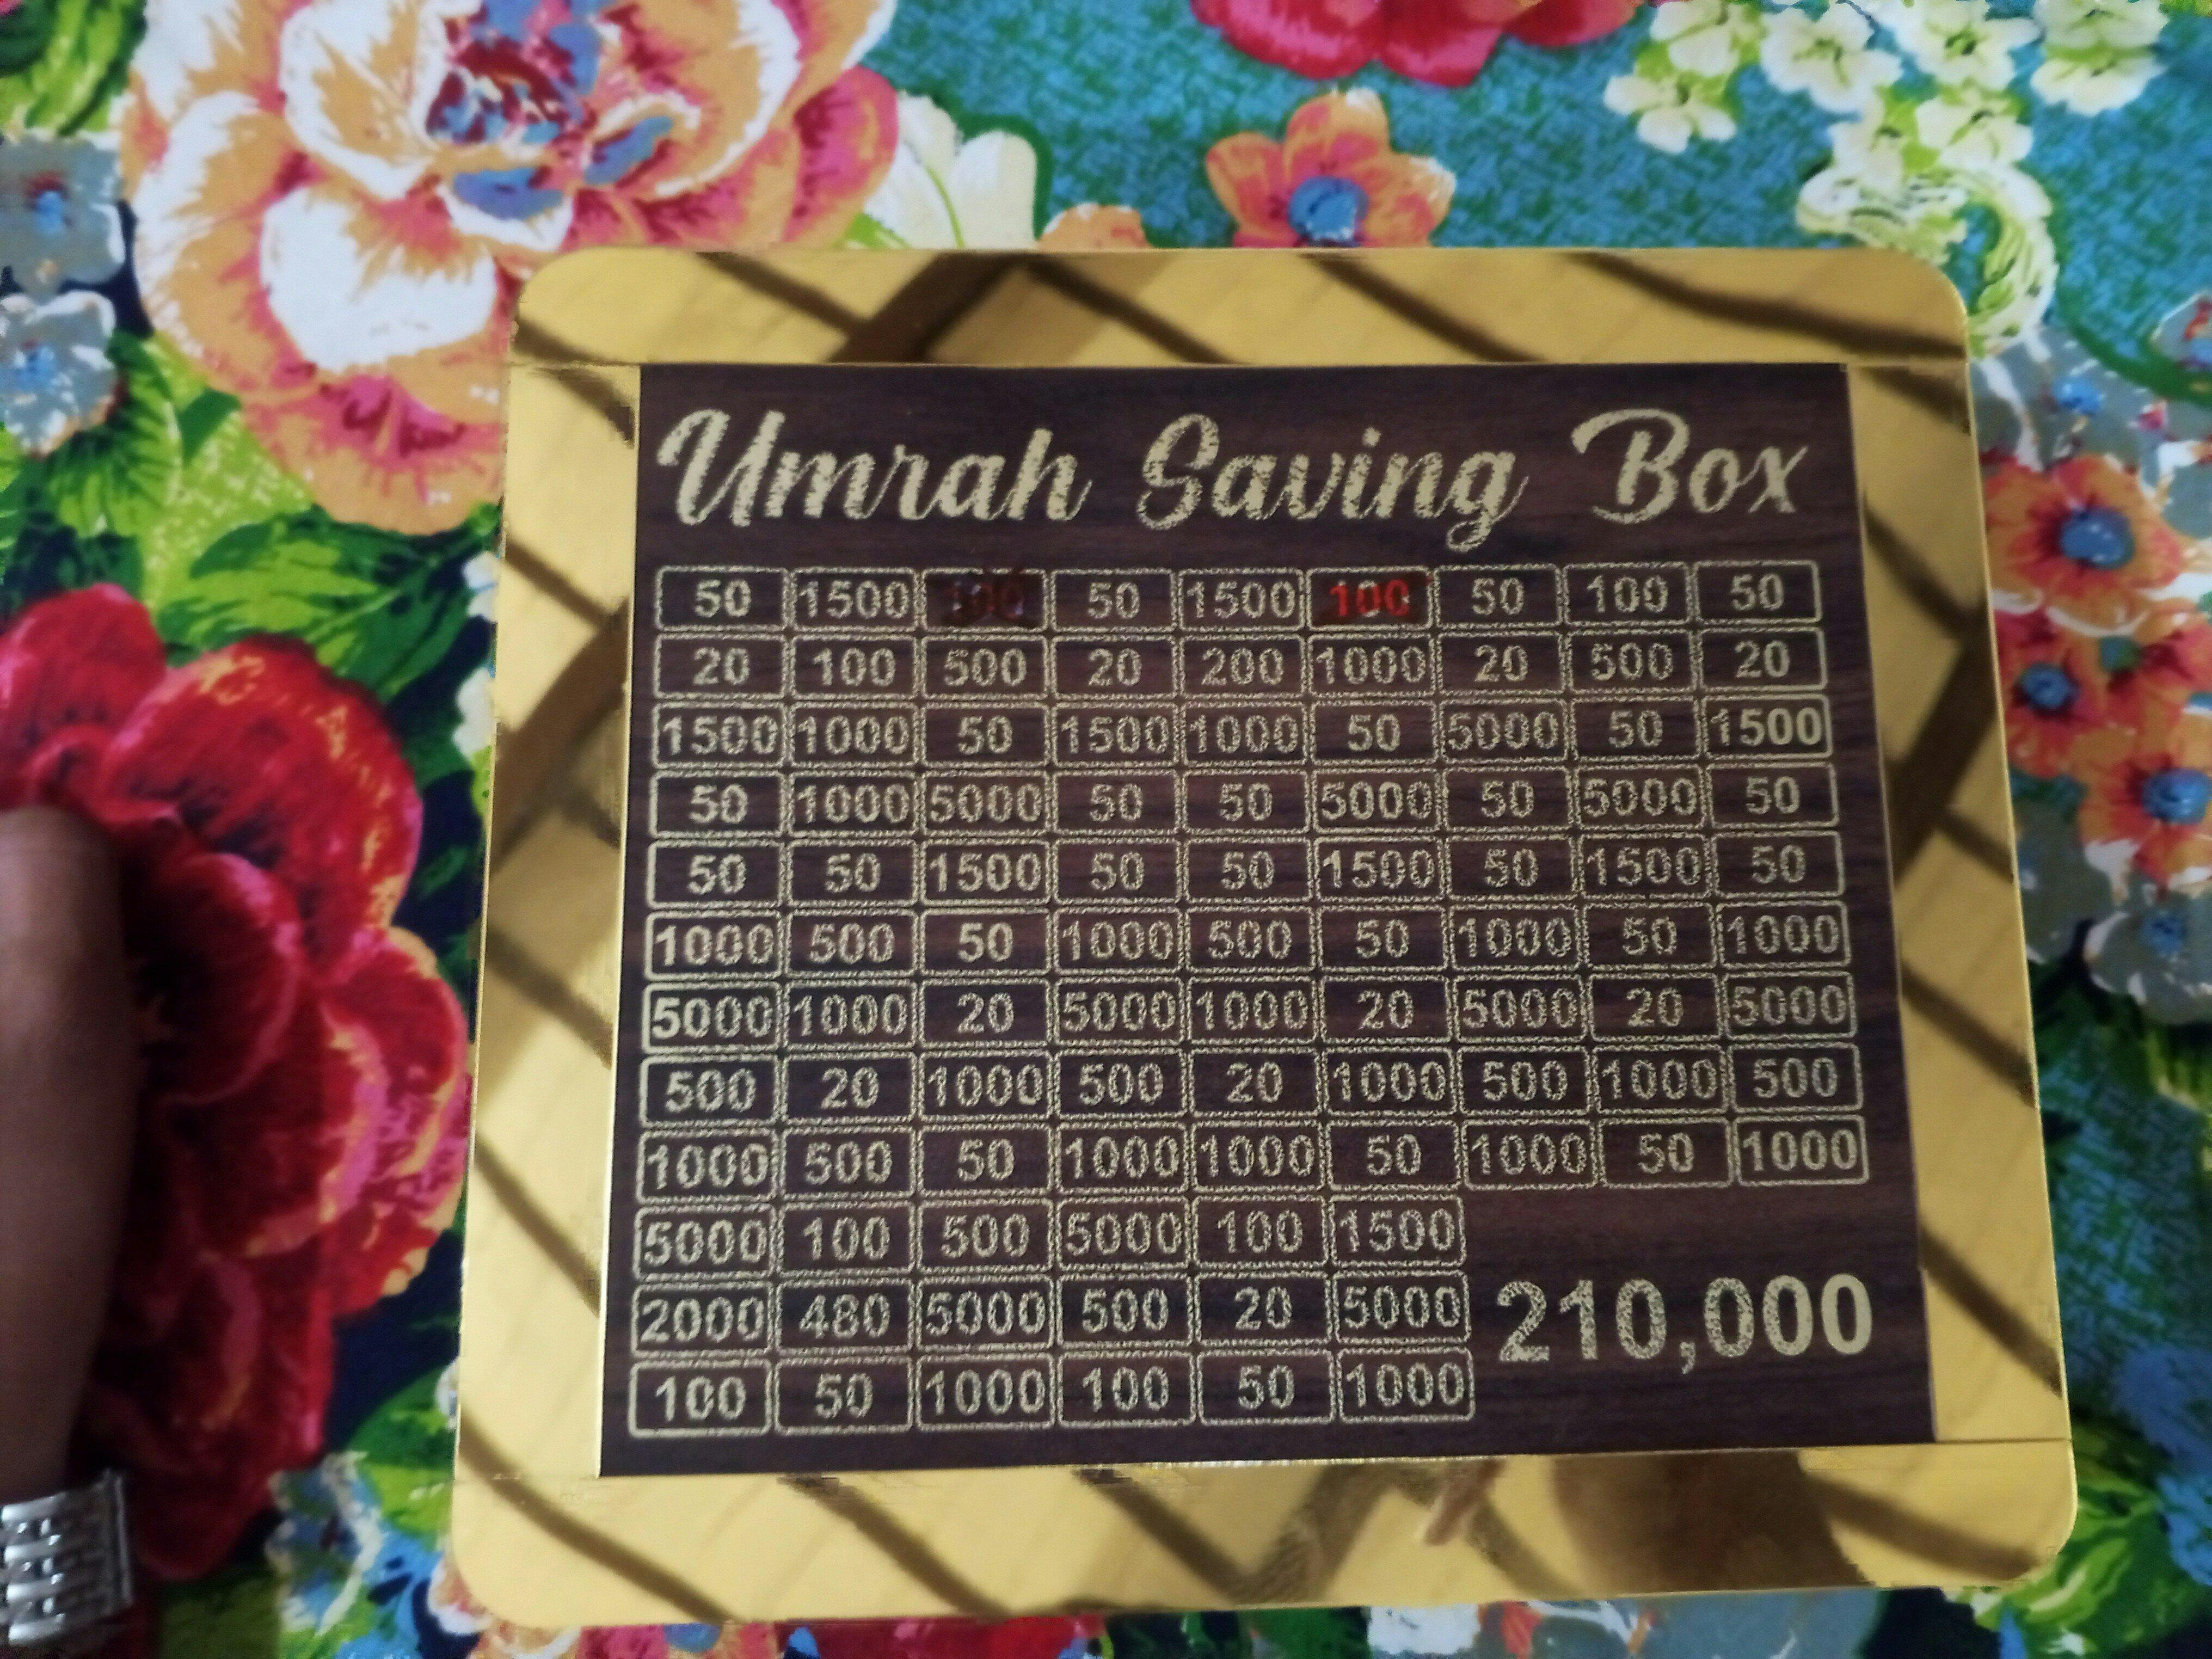 Umrah Saving Box
50 1500 100 50 1500 100 50 100 50
20 100 500 20 200 1000 20 500 20
1500 1000 50 1500 1000 50 5000 50 1500
50 1000 5000 50 50 5000 50 5000 50
50 50 1500 50 50 1500 50 1500 50
1000 500 50 1000 500 50 1000 50 1000
5000 1000 20 5000 1000 20 5000 20 5000
500 20 1000 500 20 1000 500 1000 500
1000 500 50 1000 1000 50 1000 50 1000
5000 100 500 5000 100 1500
2000 480 5000 500 20 5000
100 50 1000 100 50 1000
210,000